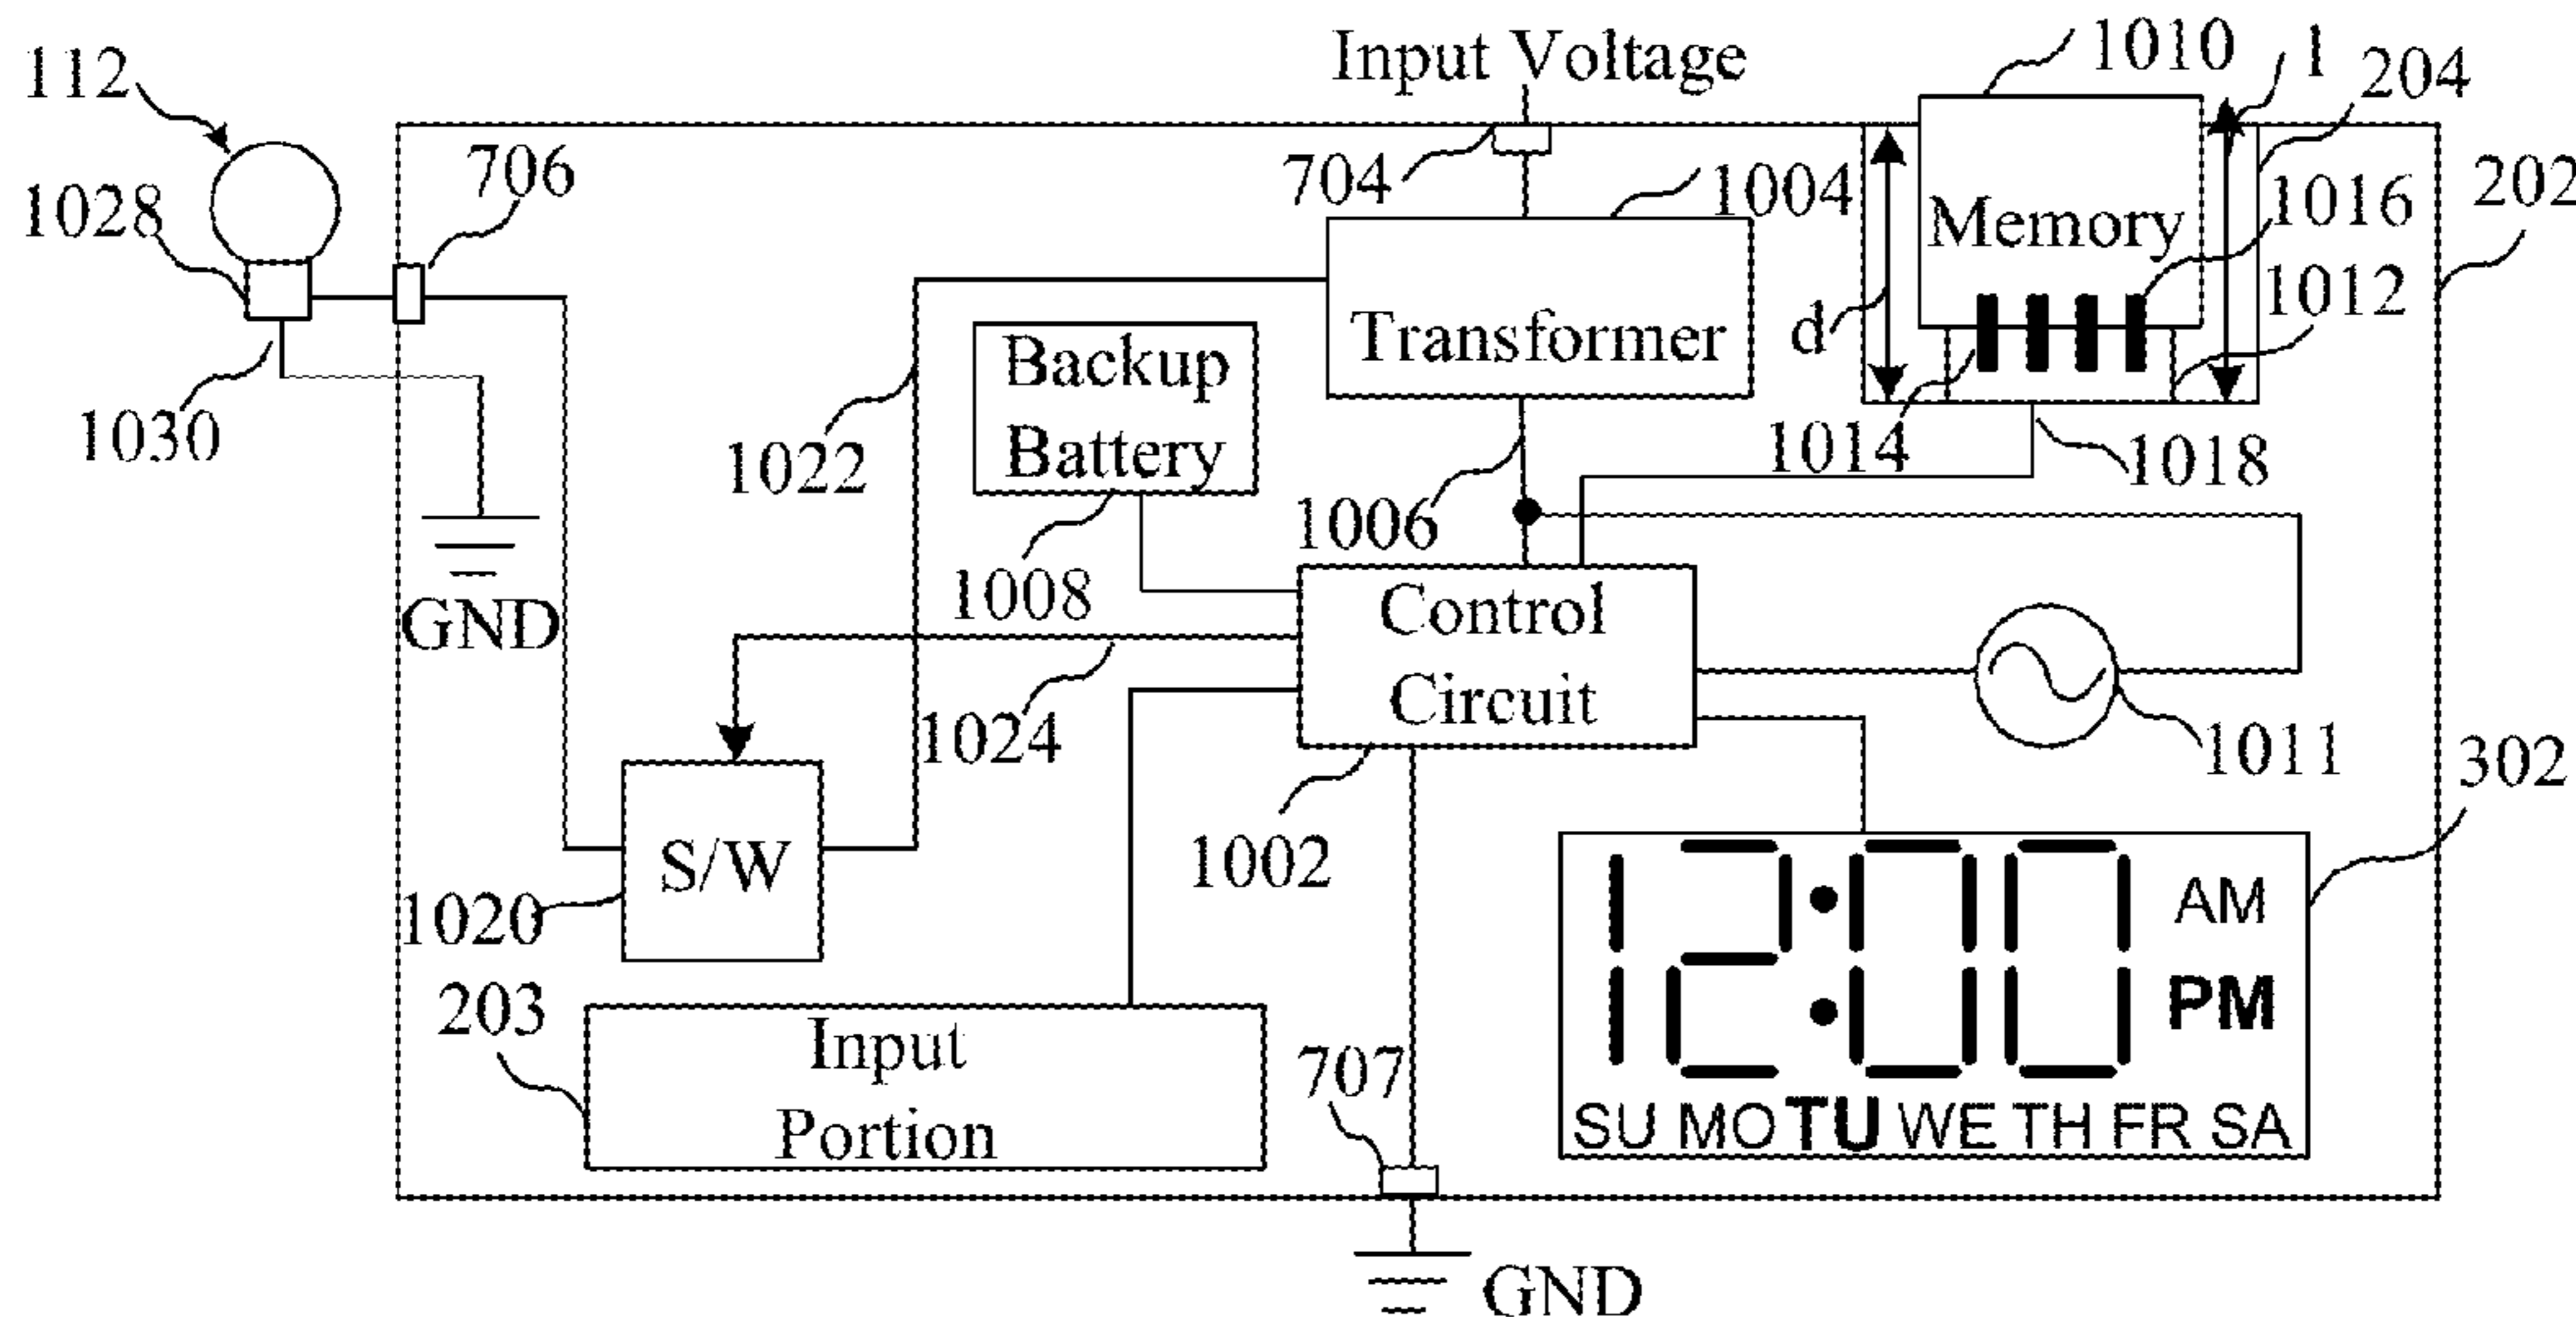 Input Voltage
1010
l
204
112
706
704
1004
202
1028
Memory
1016
1012
Transformer
d
Backup
Battery
1030
1022
1014
1018
1006
1008
GND
Control
Circuit
1024
1011
302
1002
S/W
1020
12:00
AM
PM
203
Input
Portion
707
SU MO TU WE TH FR SA
GND